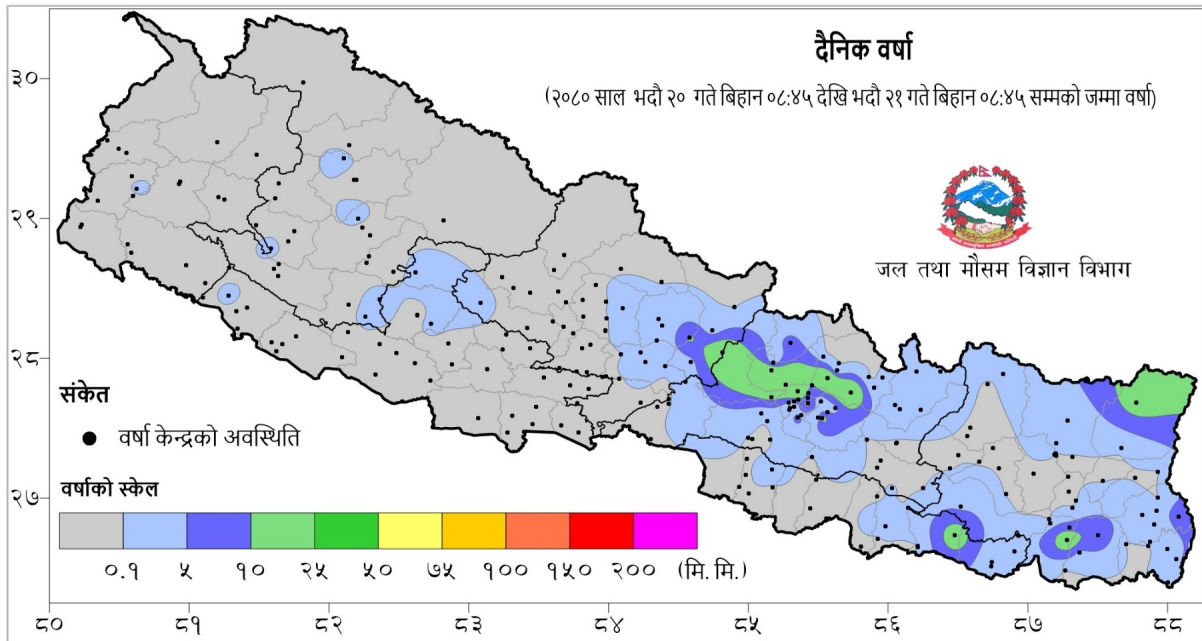 दैनिक वर्षा
(२०८० साल भदौ २० गते बिहान ०८:४५ देखि भदौ २१ गते बिहान ०८:४५ सम्मको जम्मा वर्षा)
जल तथा मौसम विज्ञान विभाग
३०
२९
२८
२७
संकेत
वर्षा केन्द्रको अवस्थिति
वर्षाको स्केल
०.१ ५ १० २५ ५० ७५ १०० १५० २०० (मि. मि.)
८० ८१ ८२ ८३ ८४ ८५ ८६ ८७ ८८